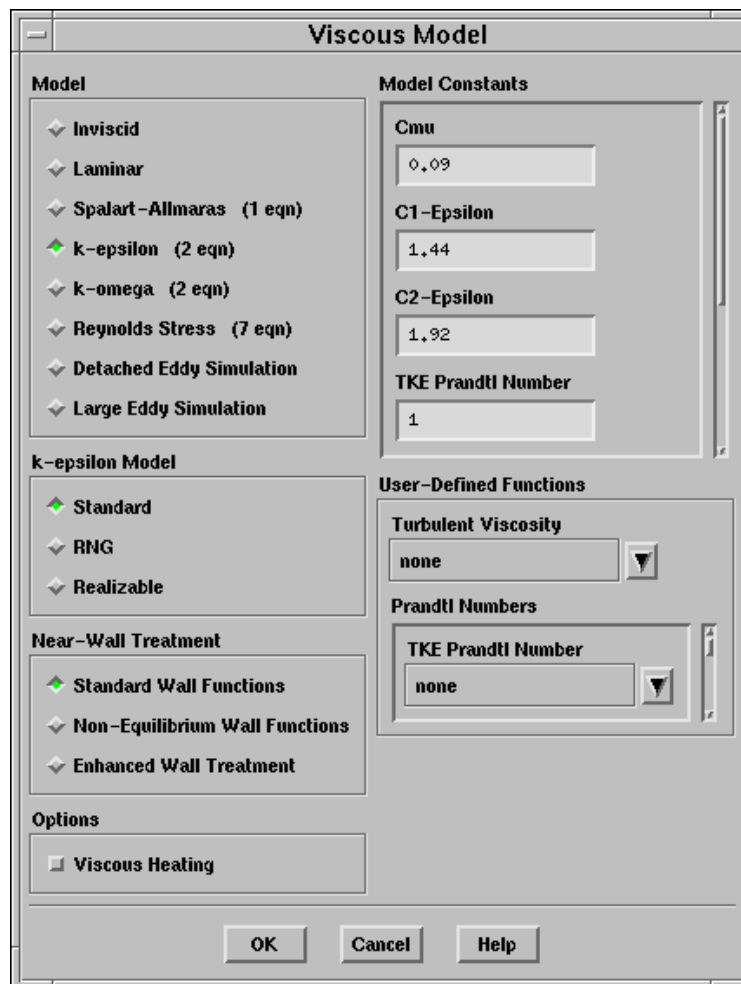 Viscous Model
Model
Inviscid
Laminar
Spalart-Allmaras (1 eqn)
k-epsilon (2 eqn)
k-omega (2 eqn)
Reynolds Stress (7 eqn)
Detached Eddy Simulation
Large Eddy Simulation
k-epsilon Model
Standard
RNG
Realizable
Near-Wall Treatment
Standard Wall Functions
Non-Equilibrium Wall Functions
Enhanced Wall Treatment
Options
Viscous Heating
Model Constants
Cmu
0.09
C1-Epsilon
1.44
C2-Epsilon
1.92
TKE Prandtl Number
1
User-Defined Functions
Turbulent Viscosity
none
Prandtl Numbers
TKE Prandtl Number
none
OK Cancel Help